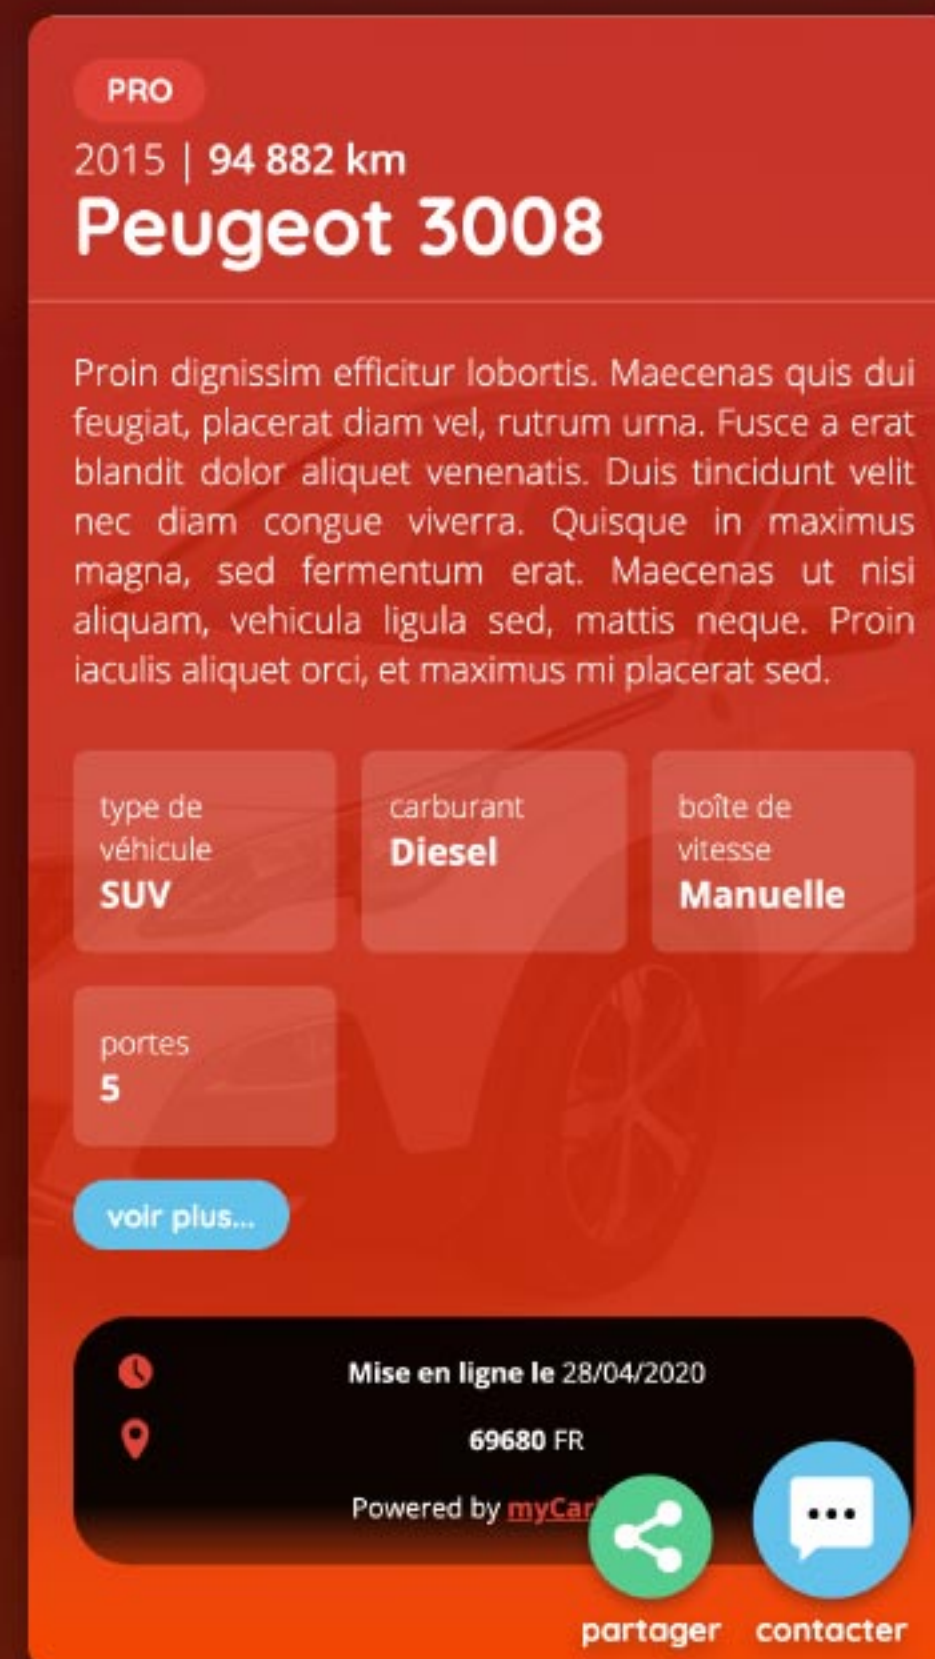 PRO
2015 | 94 882 km
Peugeot 3008
Proin dignissim efficitur lobortis. Maecenas quis dui
feugiat, placerat diam vel, rutrum urna. Fusce a erat
blandit dolor aliquet venenatis. Duis tincidunt velit
nec diam congue viverra. Quisque in maximus
magna, sed fermentum erat. Maecenas ut nisi
aliquam, vehicula ligula sed, mattis neque. Proin
iaculis aliquet orci, et maximus mi placerat sed.
type de
véhicule
SUV
carburant
Diesel
boîte de
vitesse
Manuelle
portes
5
voir plus...
Mise en ligne le 28/04/2020
69680 FR
Powered by
partager
contacter